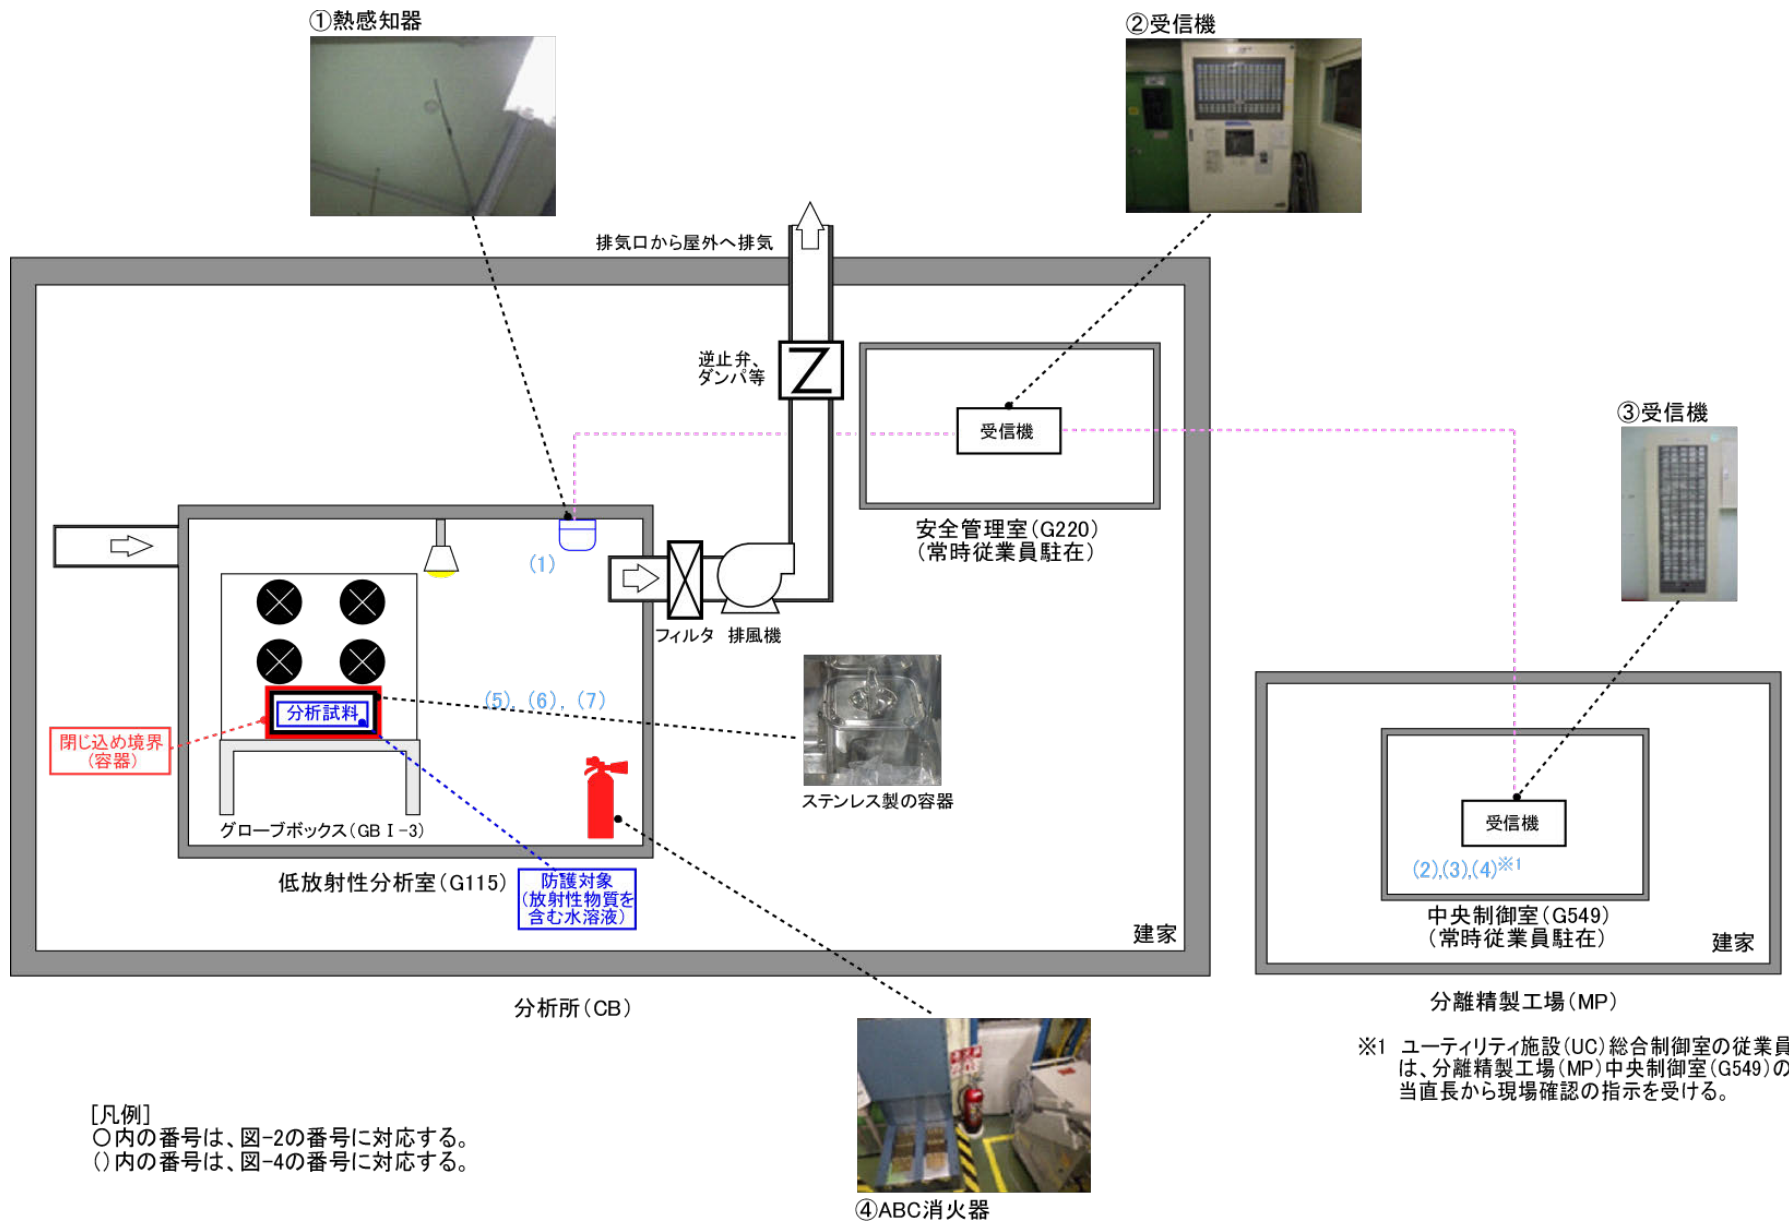 ①熱感知器
②受信機
排気口から屋外へ排気
逆止弁、
ダンパ等
受信機
③受信機
安全管理室(G220)
(常時従業員駐在)
(1)
フィルタ
排風機
(5), (6), (7)
分析試料
閉じ込め境界
(容器)
ステンレス製の容器
グローブボックス(GBⅠ-3)
低放射性分析室(G115)
防護対象
(放射性物質を
含む水溶液)
受信機
(2),(3),(4)※1
中央制御室(G549)
(常時従業員駐在)
建家
建家
分析所(CB)
分離精製工場(MP)
※1 ユーティリティ施設(UC)総合制御室の従業員
は、分離精製工場(MP)中央制御室(G549)の
当直長から現場確認の指示を受ける。
[凡例]
○内の番号は、図-2の番号に対応する。
()内の番号は、図-4の番号に対応する。
④ABC消火器